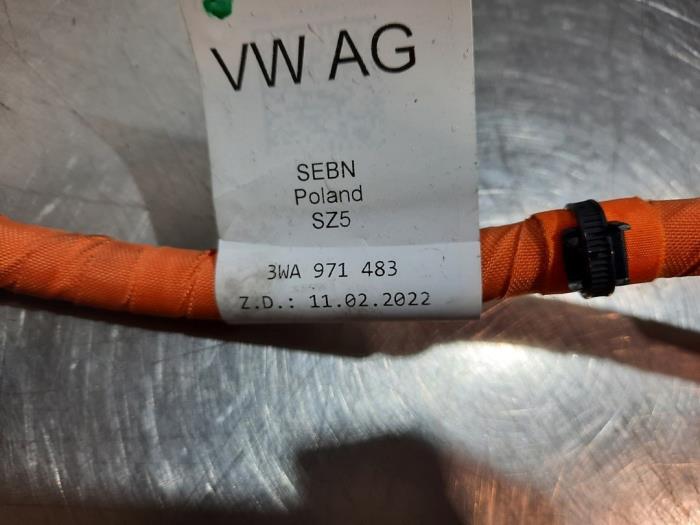 VW AG
SEBN
Poland
SZ5
3WA 971 483
Z.D.: 11.02.2022